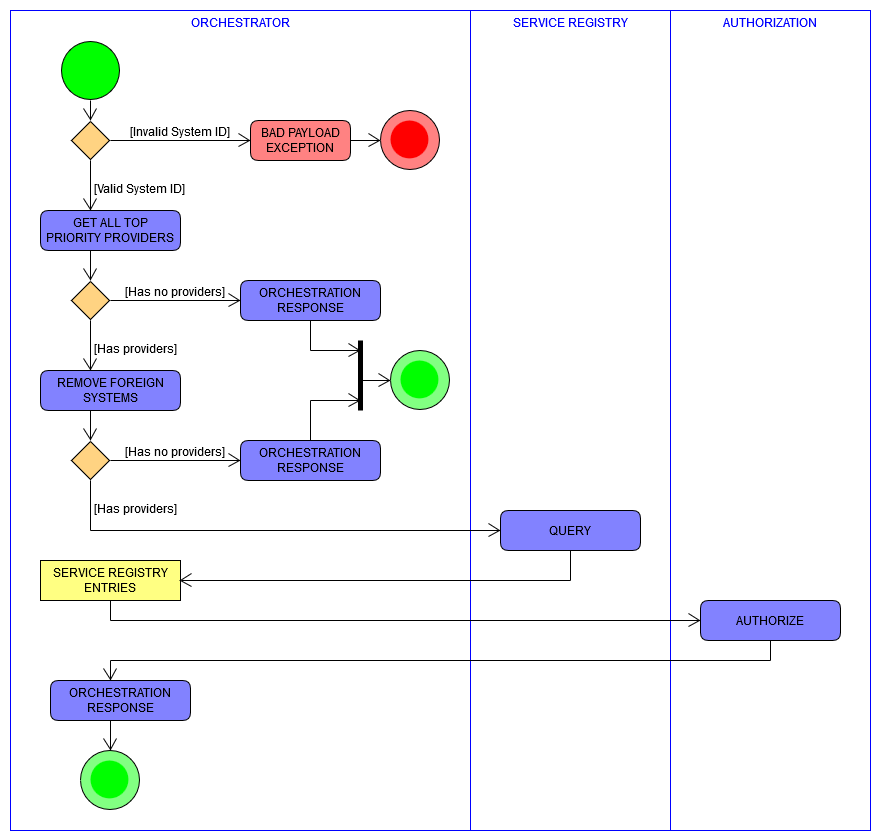 ORCHESTRATOR
SERVICE REGISTRY
AUTHORIZATION
[Invalid System ID]
BAD PAYLOAD
EXCEPTION
[Valid System ID]
GET ALL TOP
PRIORITY PROVIDERS
[Has no providers]
ORCHESTRATION
RESPONSE
[Has providers]
REMOVE FOREIGN
SYSTEMS
[Has no providers]
ORCHESTRATION
RESPONSE
[Has providers]
QUERY
SERVICE REGISTRY
ENTRIES
AUTHORIZE
ORCHESTRATION
RESPONSE